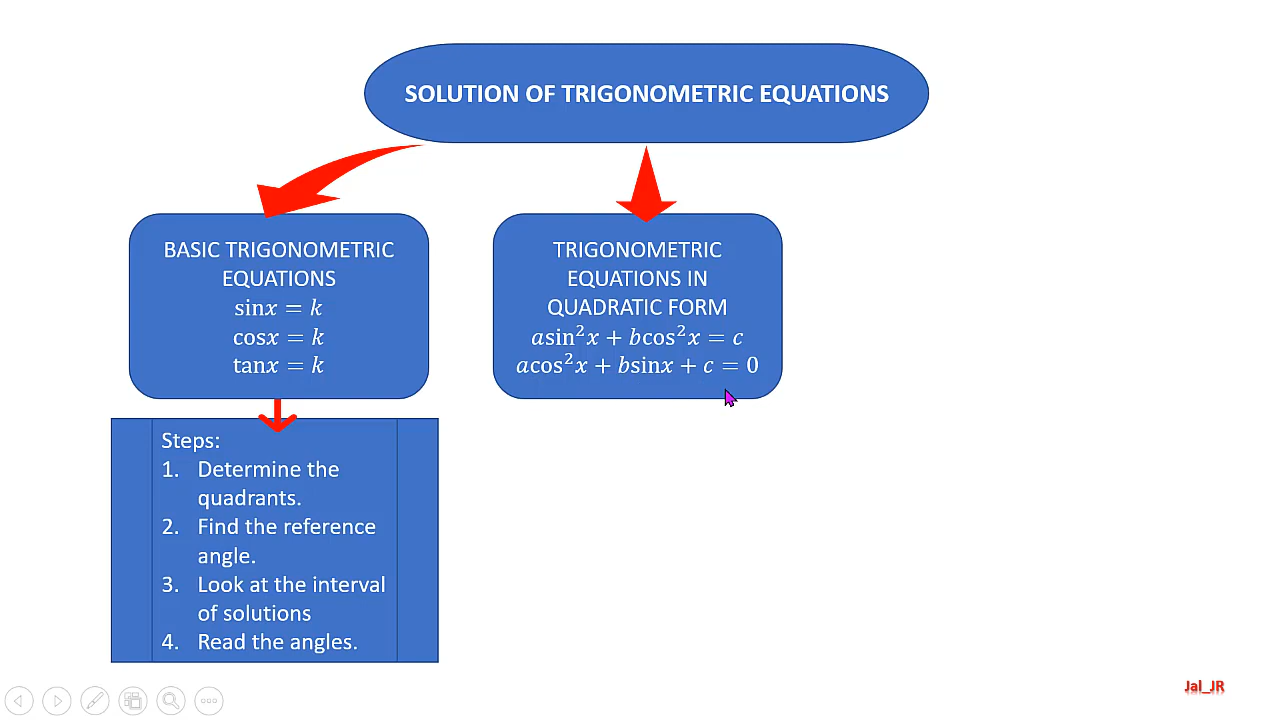 SOLUTION OF TRIGONOMETRIC EQUATIONS
BASIC TRIGONOMETRIC
EQUATIONS
sinx = k
cosx = k
tanx = k
TRIGONOMETRIC
EQUATIONS IN
QUADRATIC FORM
asin²x + bcos²x = c
acos²x + bsinx + c = 0
Steps:
1. Determine the
quadrants.
2. Find the reference
angle.
3. Look at the interval
of solutions
4. Read the angles.
Jal_JR